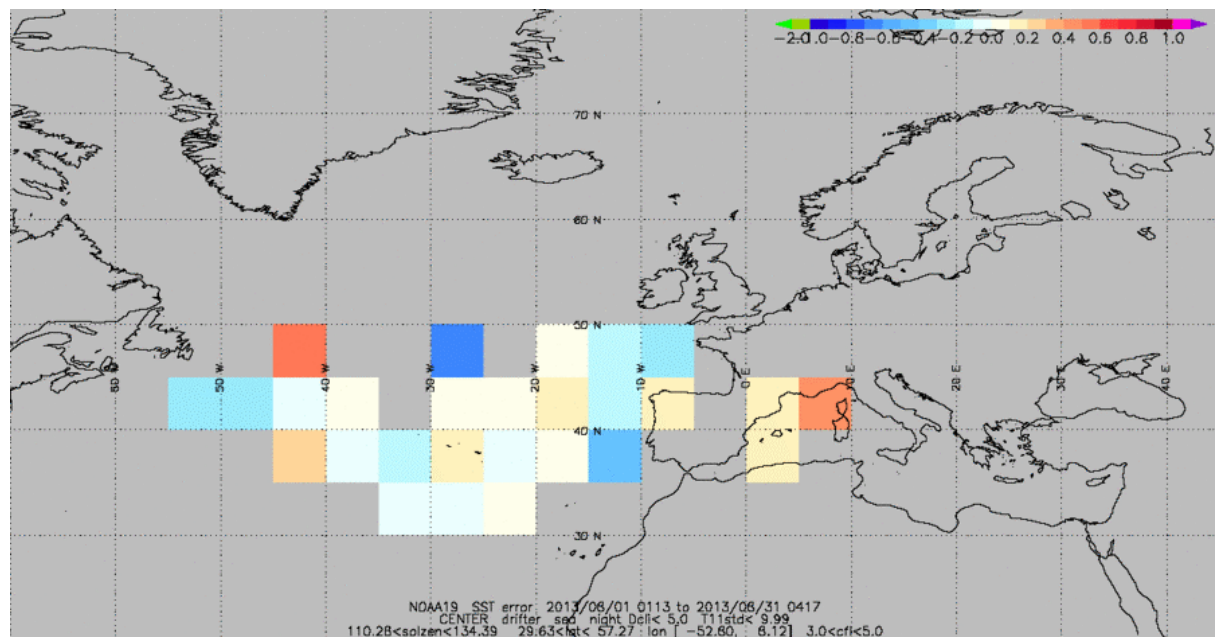 -2.0 -1.0 -0.8 -0.6 -0.4 -0.2 0.0 0.2 0.4 0.6 0.8 1.0
70 N
60 N
50 N
60 W 50 W 40 W 30 W 20 W 10 W 0 E 10 E 20 E 30 E 40 E
40 N
30 N
NOAA19 SST error 2013/06/01 0113 to 2013/06/31 0417
CENTER drifter sea night Dcli< 5.0 T11std< 9.99
110.28<solzen<134.39 29.63<lat< 57.27 lon [ -52.60, 8.12] 3.0<cfl<5.0